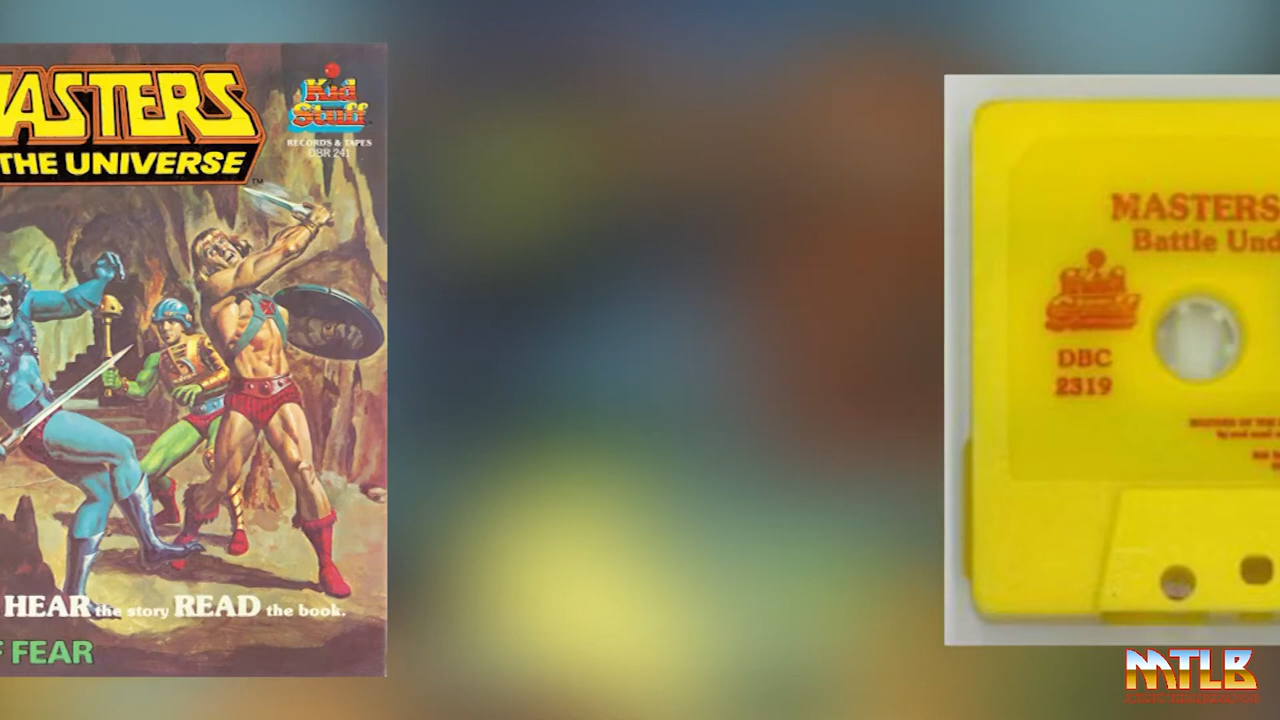 MASTERS
THE UNIVERSE™
Kid
Stuff
RECORDS & TAPES
DBR 241
HEAR the story READ the book.
FEAR
MASTERS
Battle Und
Kid
Stuff
DBC
2319
MTLB